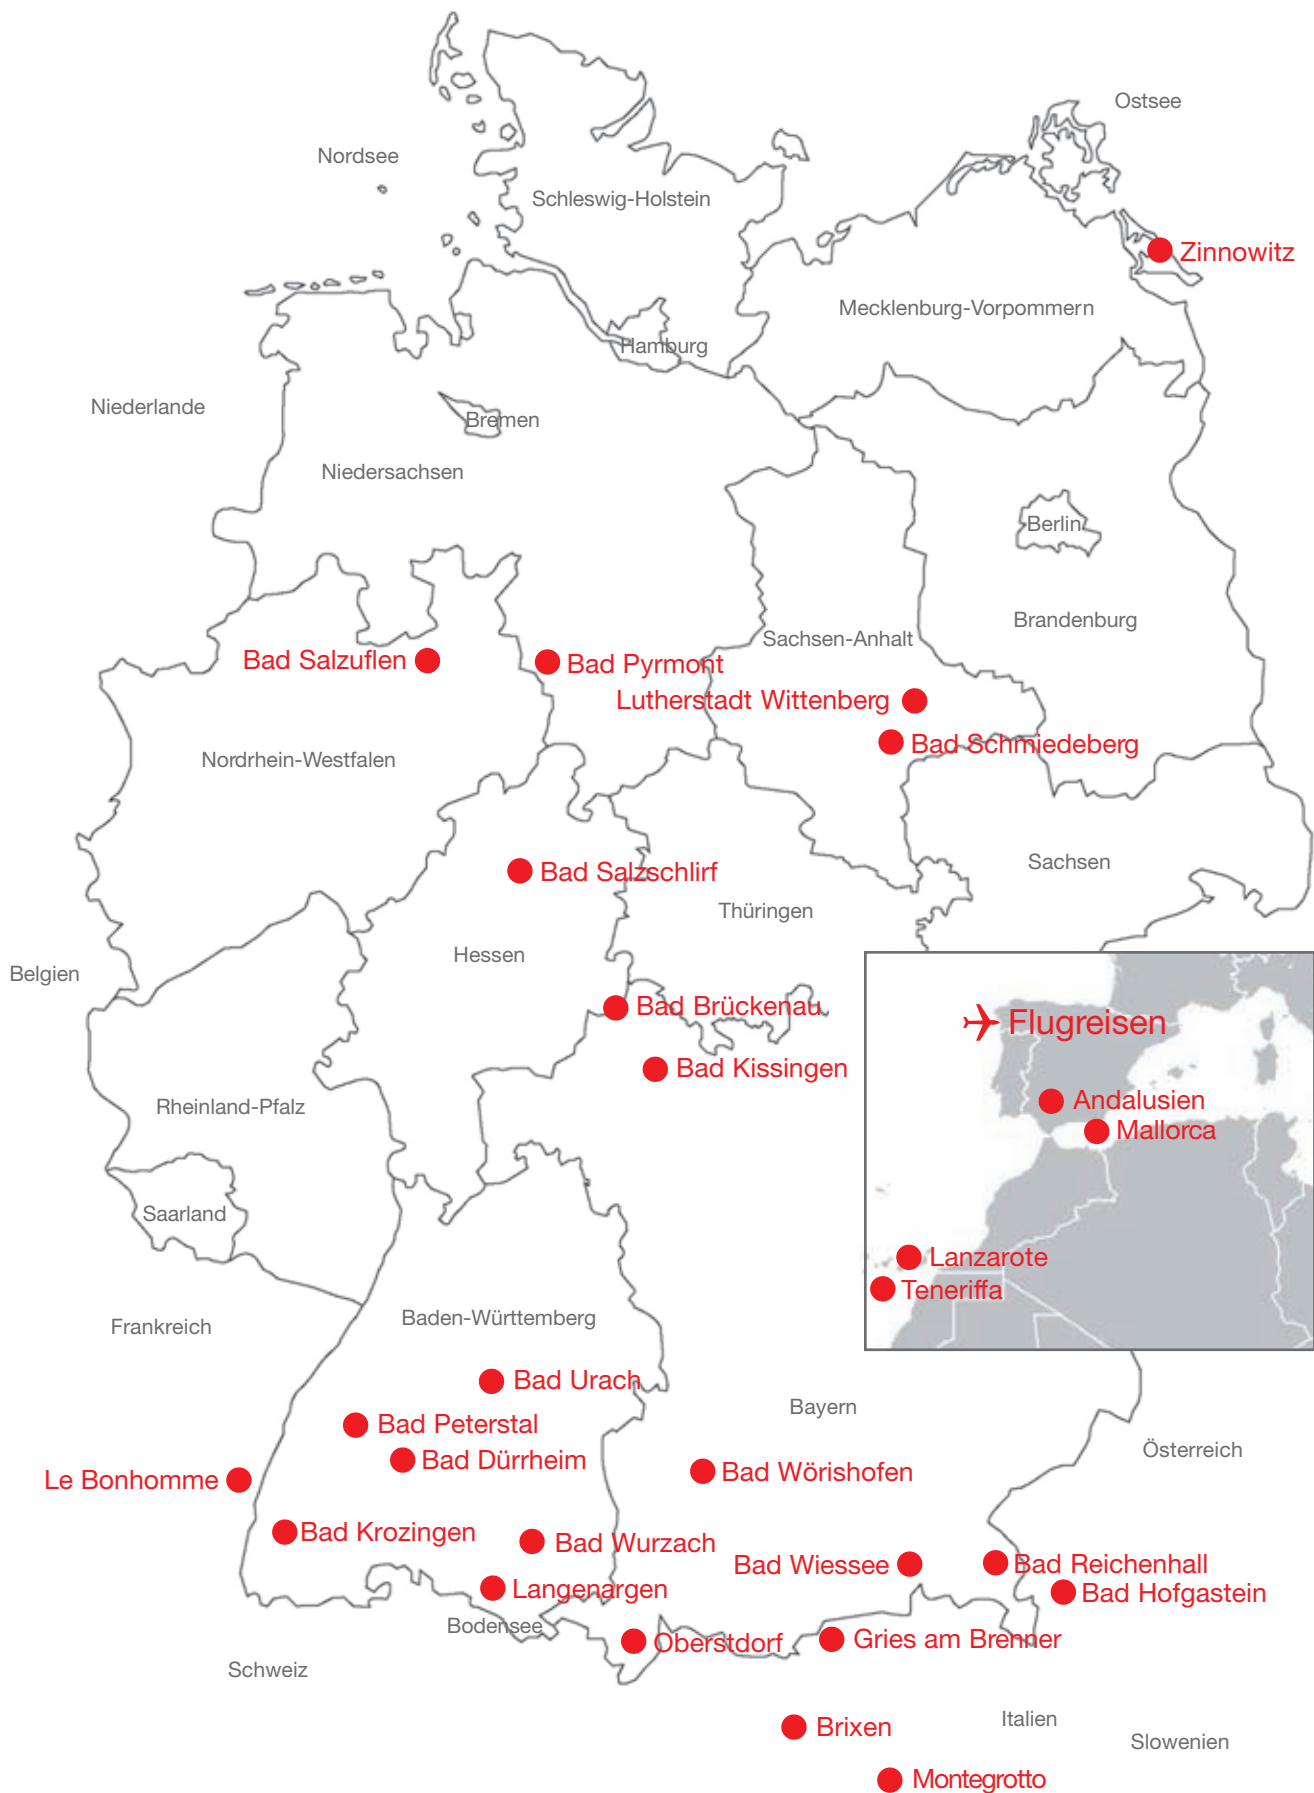 Ostsee
Nordsee
Schleswig-Holstein
Zinnowitz
Mecklenburg-Vorpommern
Hamburg
Niederlande
Bremen
Niedersachsen
Berlin
Brandenburg
Sachsen-Anhalt
Bad Salzuflen
Bad Pyrmont
Lutherstadt Wittenberg
Bad Schmiedeberg
Nordrhein-Westfalen
Sachsen
Bad Salzschlirf
Thüringen
Hessen
Belgien
Bad Brückenau
Flugreisen
Bad Kissingen
Andalusien
Rheinland-Pfalz
Mallorca
Saarland
Lanzarote
Teneriffa
Baden-Württemberg
Frankreich
Bad Urach
Bayern
Bad Peterstal
Österreich
Bad Dürrheim
Bad Wörishofen
Le Bonhomme
Bad Krozingen
Bad Wurzach
Bad Wiessee
Bad Reichenhall
Langenargen
Bad Hofgastein
Bodensee
Oberstdorf
Gries am Brenner
Schweiz
Italien
Brixen
Slowenien
Montegrotto